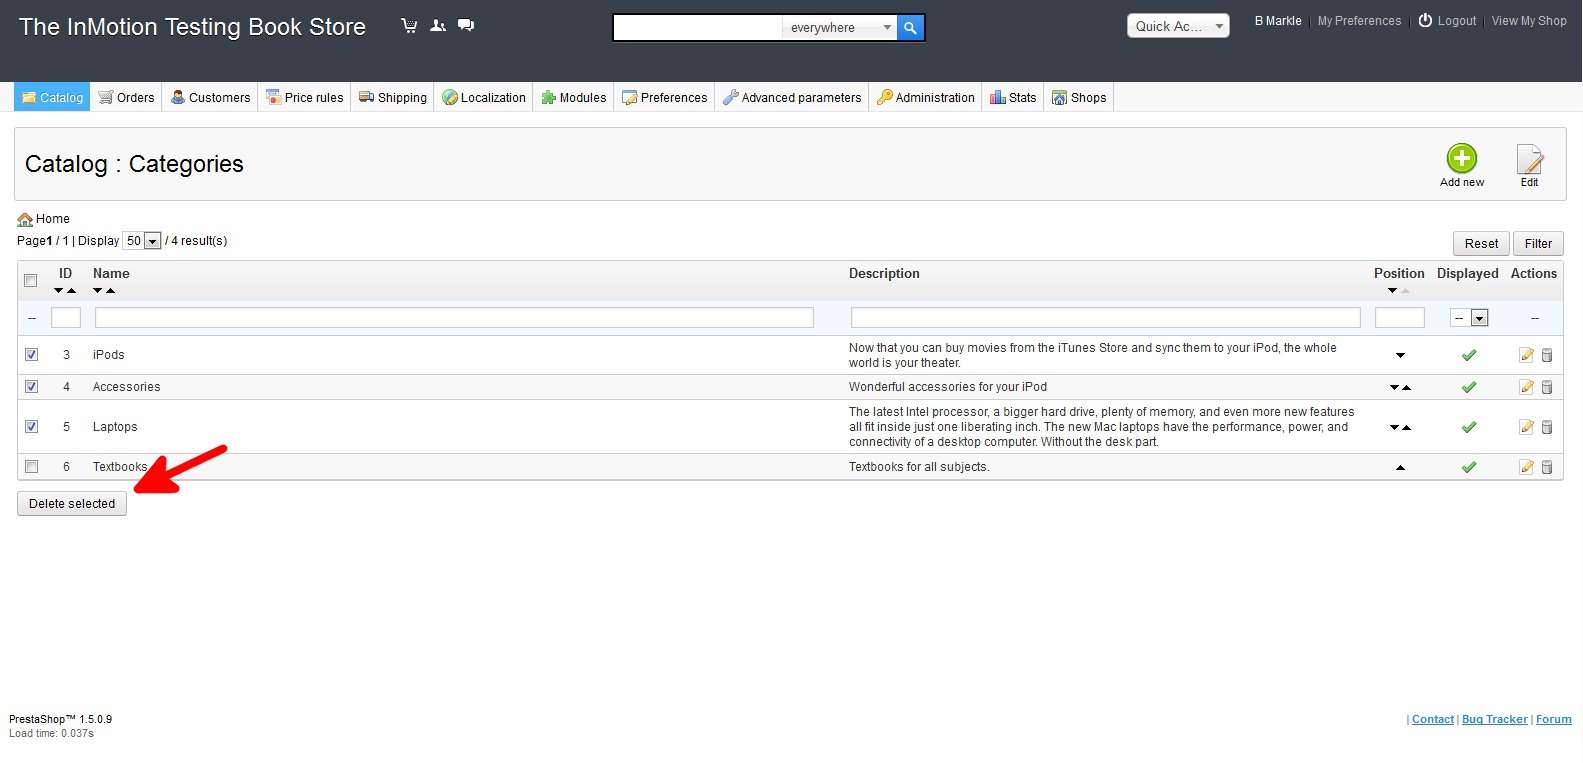 The InMotion Testing Book Store
everywhere
Quick Ac...
B Markle
My Preferences
Logout
View My Shop
Catalog
Orders
Customers
Price rules
Shipping
Localization
Modules
Preferences
Advanced parameters
Administration
Stats
Shops
Catalog : Categories
Add new
Edit
Home
Page1 / 1 | Display 50 / 4 result(s)
Reset
Filter
ID Name Description Position Displayed Actions
-- -- --
3 iPods Now that you can buy movies from the iTunes Store and sync them to your iPod, the whole
world is your theater.
4 Accessories Wonderful accessories for your iPod
The latest Intel processor, a bigger hard drive, plenty of memory, and even more new features
5 Laptops all fit inside just one liberating inch. The new Mac laptops have the performance, power, and
connectivity of a desktop computer. Without the desk part.
6 Textbooks Textbooks for all subjects.
Delete selected
PrestaShop™ 1.5.0.9
Load time: 0.037s
| Contact | Bug Tracker | Forum